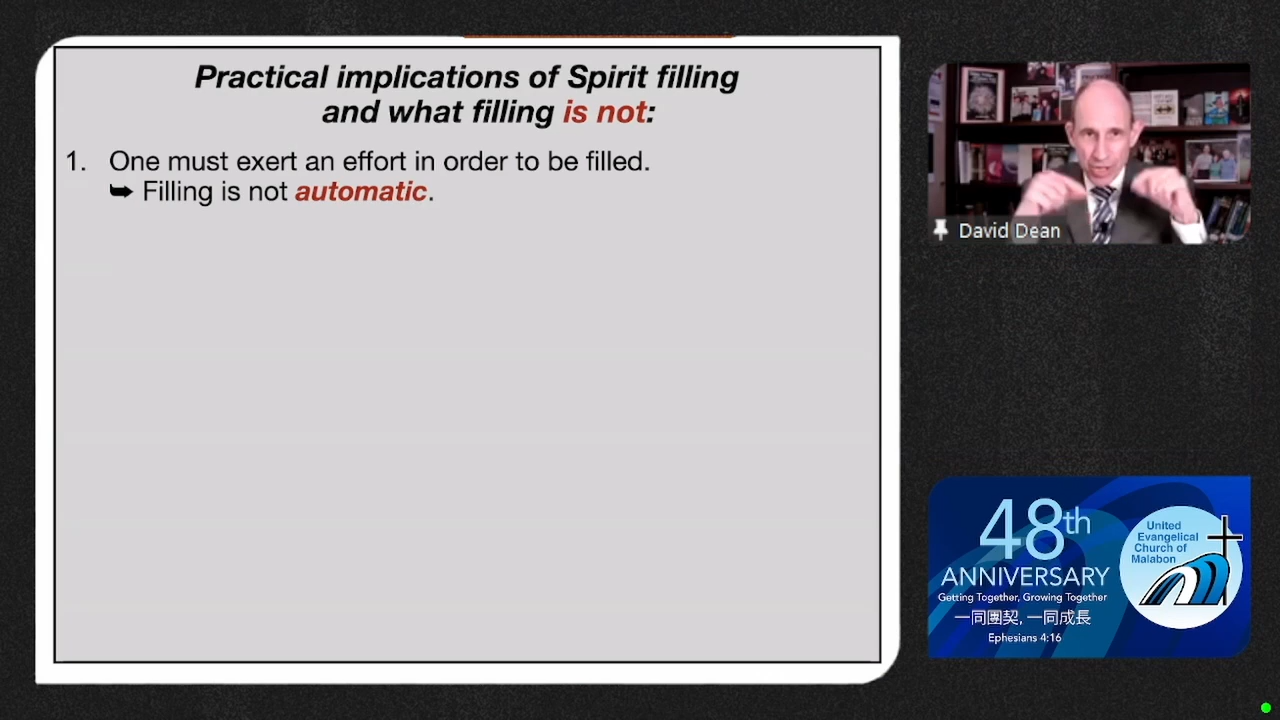 Practical implications of Spirit filling
and what filling is not:
1. One must exert an effort in order to be filled.
➥ Filling is not automatic.
David Dean
48th
ANNIVERSARY
Getting Together, Growing Together
一同團契, 一同成長
Ephesians 4:16
United
Evangelical
Church of
Malabon